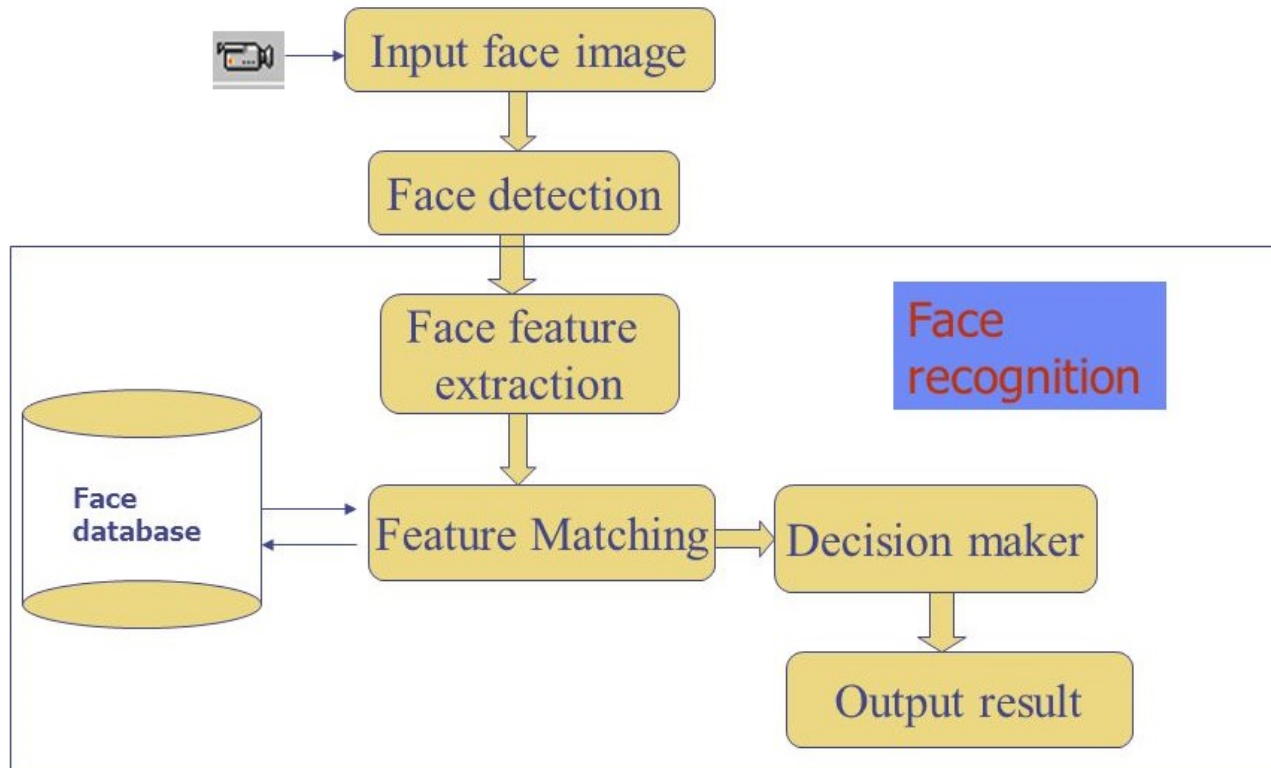 Input face image
Face detection
Face feature
extraction
Face
recognition
Face
database
Feature Matching
Decision maker
Output result